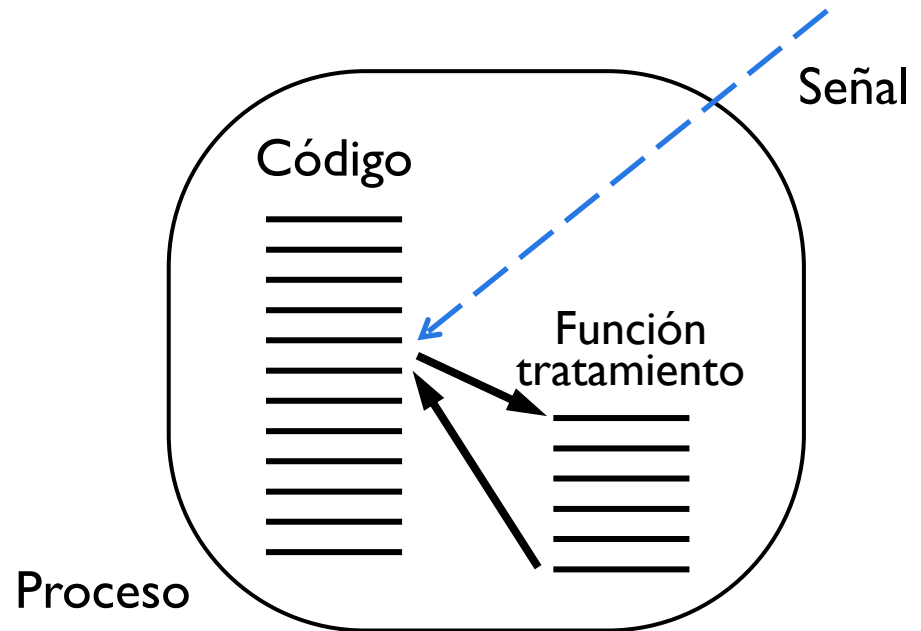 Señal
Código
Función
tratamiento
Proceso